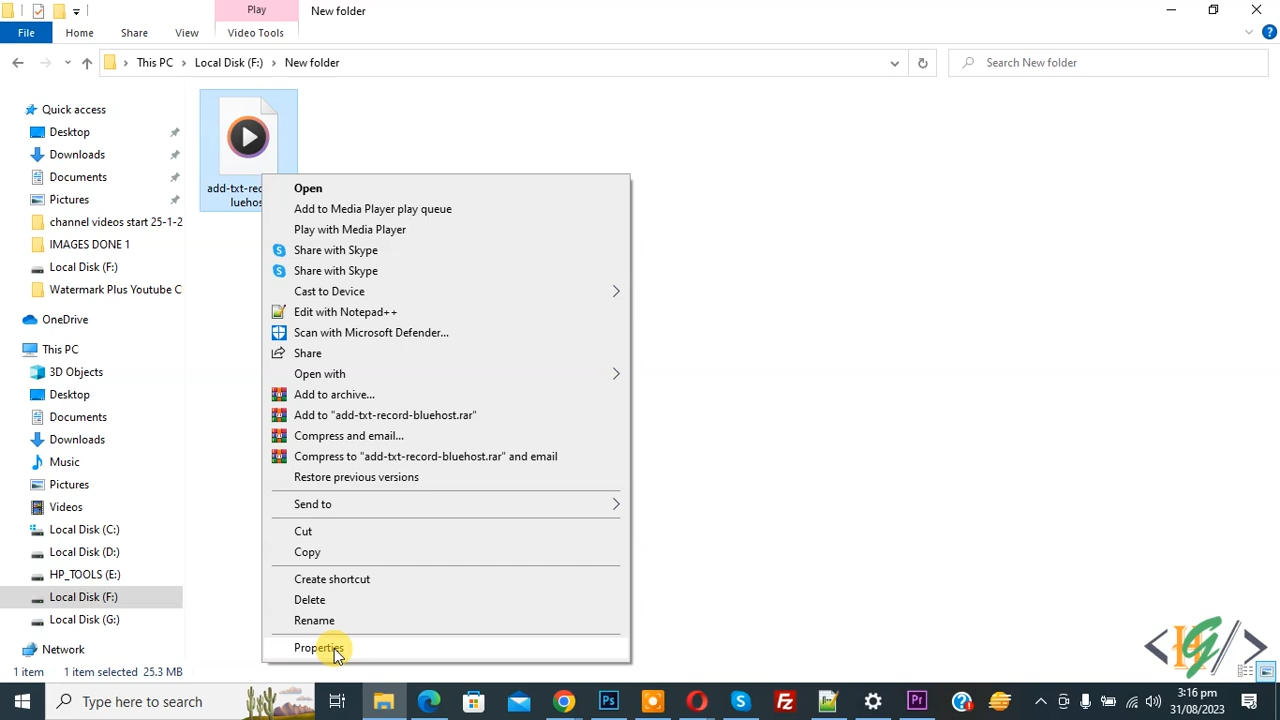 Play
New folder
File
Home
Share
View
Video Tools
This PC
Local Disk (F:)
New folder
Search New folder
Quick access
Desktop
Downloads
Documents
Pictures
channel videos start 25-1-2
IMAGES DONE 1
Local Disk (F:)
Watermark Plus Youtube C
OneDrive
This PC
3D Objects
Desktop
Documents
Downloads
Music
Pictures
Videos
Local Disk (C:)
Local Disk (D:)
HP_TOOLS (E:)
Local Disk (F:)
Local Disk (G:)
Network
add-txt-rec
luehos
Open
Add to Media Player play queue
Play with Media Player
Share with Skype
Share with Skype
Cast to Device
Edit with Notepad++
Scan with Microsoft Defender...
Share
Open with
Add to archive...
Add to "add-txt-record-bluehost.rar"
Compress and email...
Compress to "add-txt-record-bluehost.rar" and email
Restore previous versions
Send to
Cut
Copy
Create shortcut
Delete
Rename
Properties
1 item
1 item selected 25.3 MB
Type here to search
3:16 pm
31/08/2023